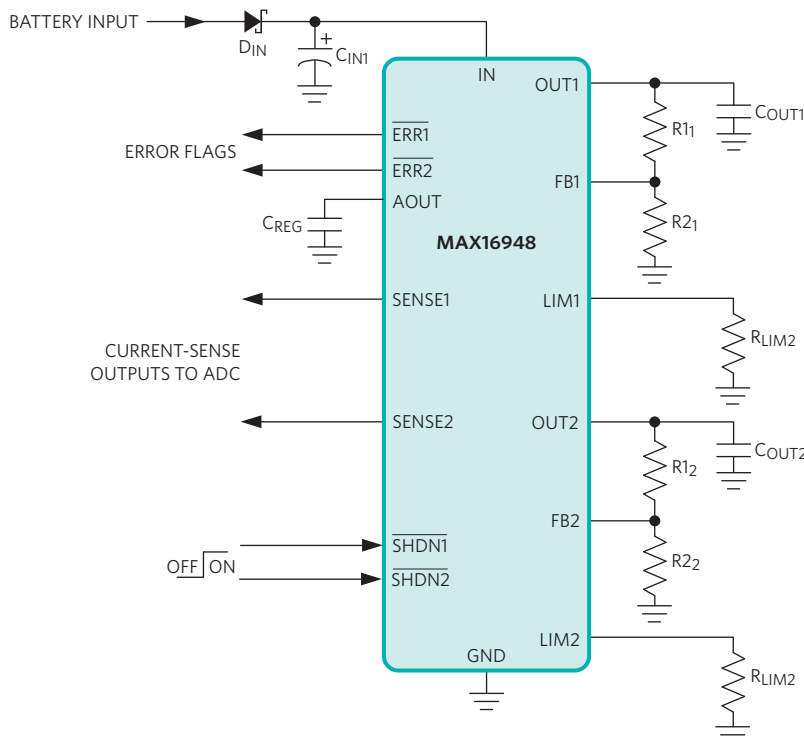 BATTERY INPUT
DIN
CIN1
+
IN
OUT1
COUT1
R11
ERR1
ERROR FLAGS
ERR2
FB1
AOUT
R21
CREG
MAX16948
SENSE1
LIM1
RLIM2
CURRENT-SENSE
OUTPUTS TO ADC
SENSE2
OUT2
COUT2
R12
FB2
SHDN1
OFF ON
SHDN2
R22
LIM2
GND
RLIM2